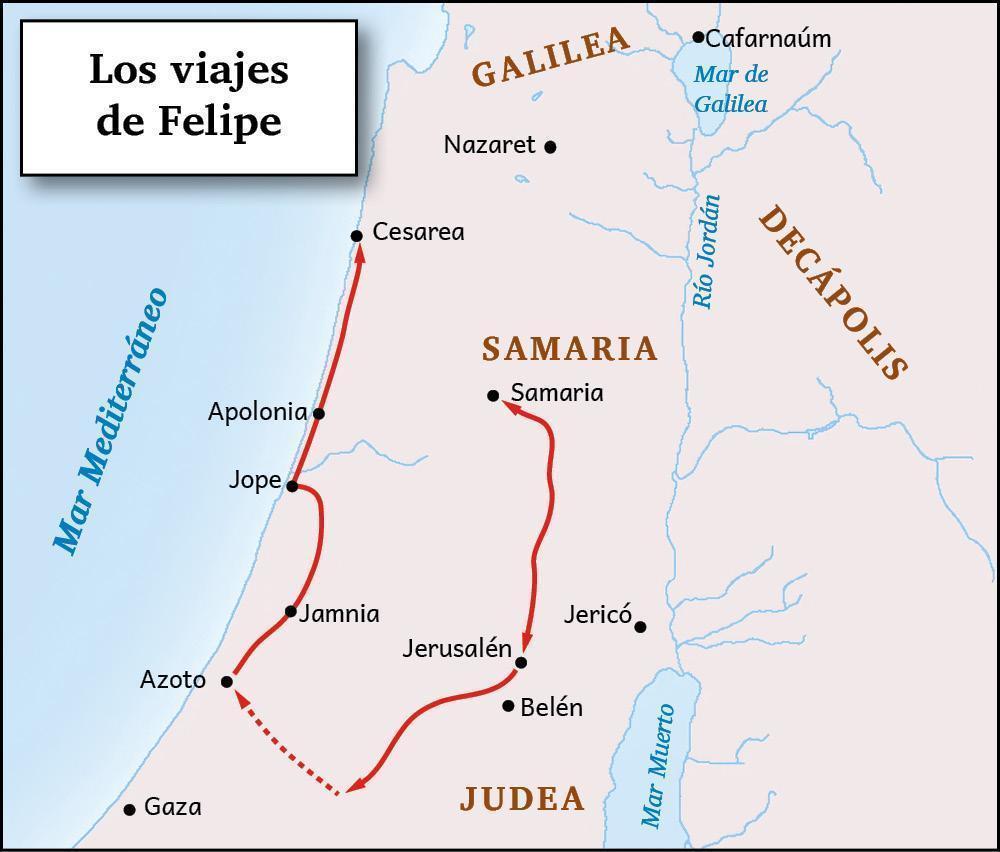 Los viajes
de Felipe
GALILEA
Cafarnaúm
Mar de
Galilea
Nazaret
Río Jordán
DECÁPOLIS
Cesarea
Mar Mediterráneo
SAMARIA
Samaria
Apolonia
Jope
Jamnia
Jericó
Jerusalén
Azoto
Belén
Mar Muerto
JUDEA
Gaza